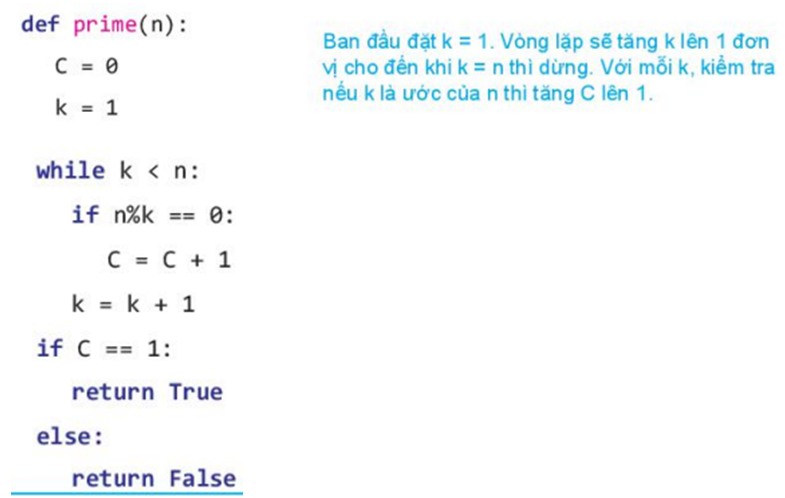 def prime(n):
C = 0
k = 1
Ban đầu đặt k = 1. Vòng lặp sẽ tăng k lên 1 đơn
vị cho đến khi k = n thì dừng. Với mỗi k, kiểm tra
nếu k là ước của n thì tăng C lên 1.
while k < n:
if n%k == 0:
C = C + 1
k = k + 1
if C == 1:
return True
else:
return False